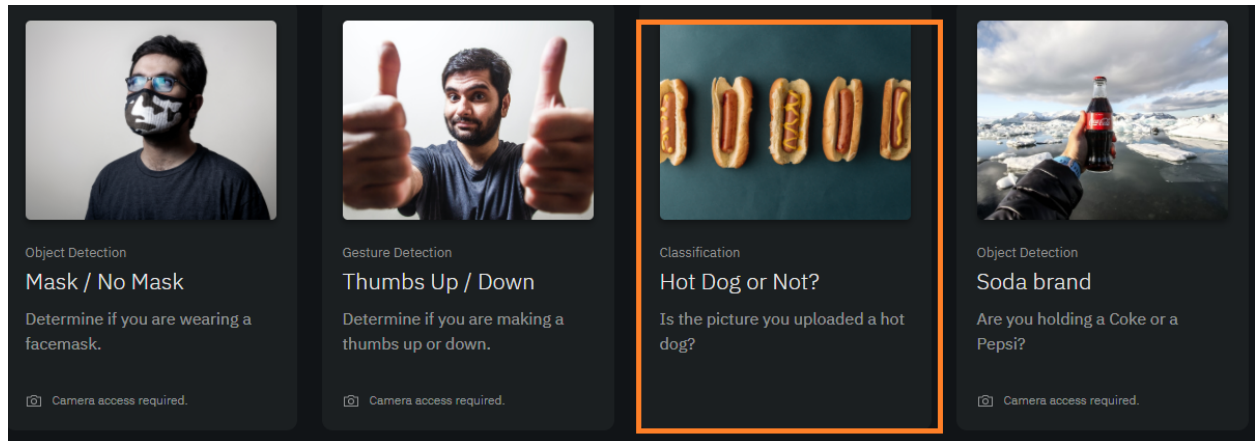 Object Detection
Mask / No Mask
Determine if you are wearing a
facemask.
Camera access required.
Gesture Detection
Thumbs Up / Down
Determine if you are making a
thumbs up or down.
Camera access required.
Classification
Hot Dog or Not?
Is the picture you uploaded a hot
dog?
Object Detection
Soda brand
Are you holding a Coke or a
Pepsi?
Camera access required.